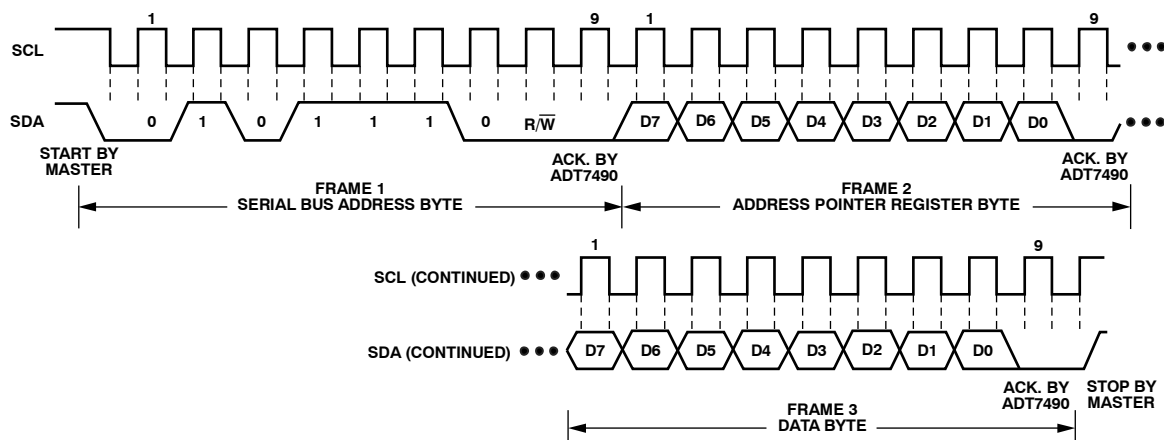 1 9 1 9
SCL
SDA 0 1 0 1 1 1 0 R/W̅ D7 D6 D5 D4 D3 D2 D1 D0
START BY
MASTER
ACK. BY
ADT7490
ACK. BY
ADT7490
FRAME 1
SERIAL BUS ADDRESS BYTE
FRAME 2
ADDRESS POINTER REGISTER BYTE
1 9
SCL (CONTINUED)
SDA (CONTINUED) D7 D6 D5 D4 D3 D2 D1 D0
ACK. BY
ADT7490
STOP BY
MASTER
FRAME 3
DATA BYTE